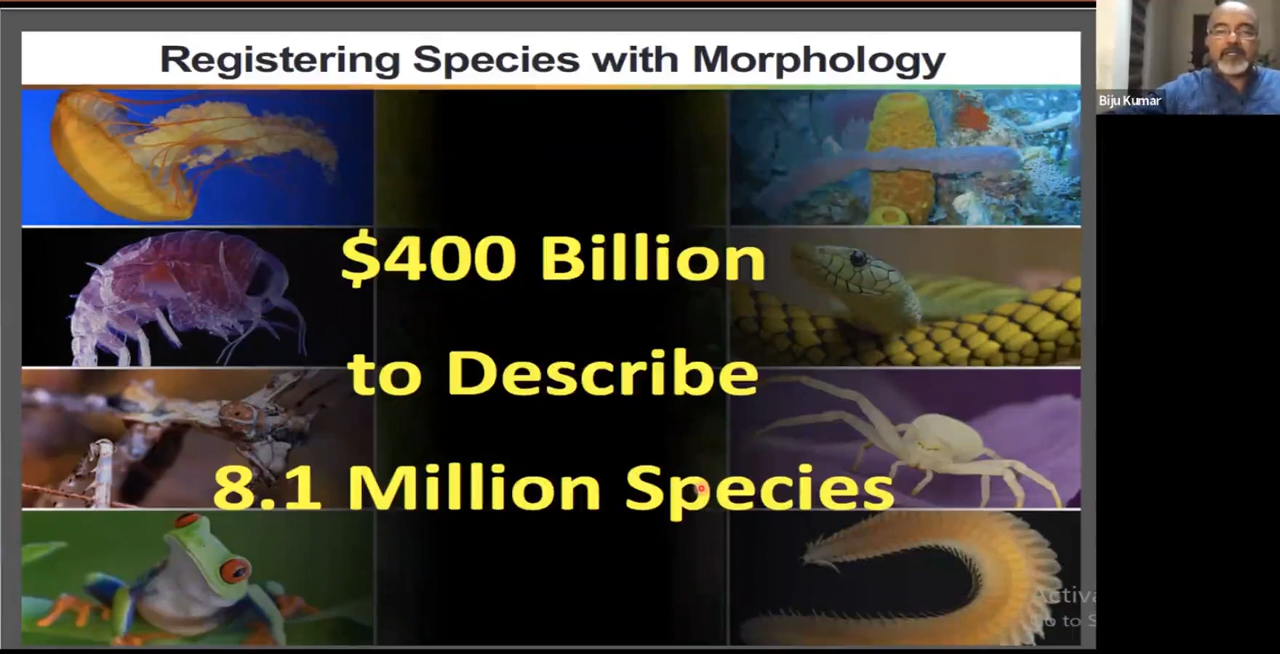 Registering Species with Morphology
Biju Kumar
$400 Billion
to Describe
8.1 Million Species